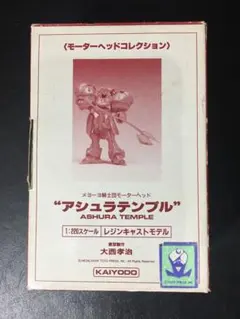 〈モーターヘッドコレクション〉
メヨーヨ騎士団モーターヘッド
“アシュラテンプル”
ASHURA TEMPLE
1:220スケール
レジンキャストモデル
原型製作
大西孝治
KAIYODO